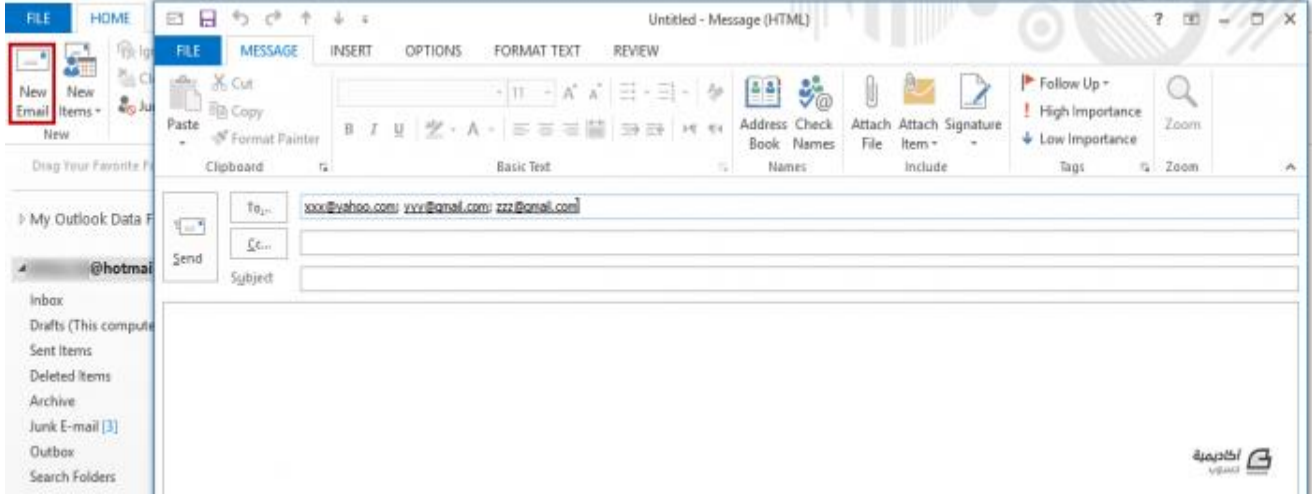 FILE HOME
Untitled - Message (HTML)
FILE MESSAGE INSERT OPTIONS FORMAT TEXT REVIEW
New Email
New Items
New
Cut
Copy
Format Painter
Paste
Clipboard
11
B I U
Basic Text
Address Book
Check Names
Names
Attach File
Attach Item
Signature
Include
Follow Up
High Importance
Low Importance
Tags
Zoom
Zoom
Drag Your Favorite
My Outlook Data F
@hotmai
Inbox
Drafts (This compute
Sent Items
Deleted Items
Archive
Junk E-mail [3]
Outbox
Search Folders
Send
To...
xxx@yahoo.com; yyy@gmail.com; zzz@gmail.com
Cc...
Subject
أكاديمية
حسوب